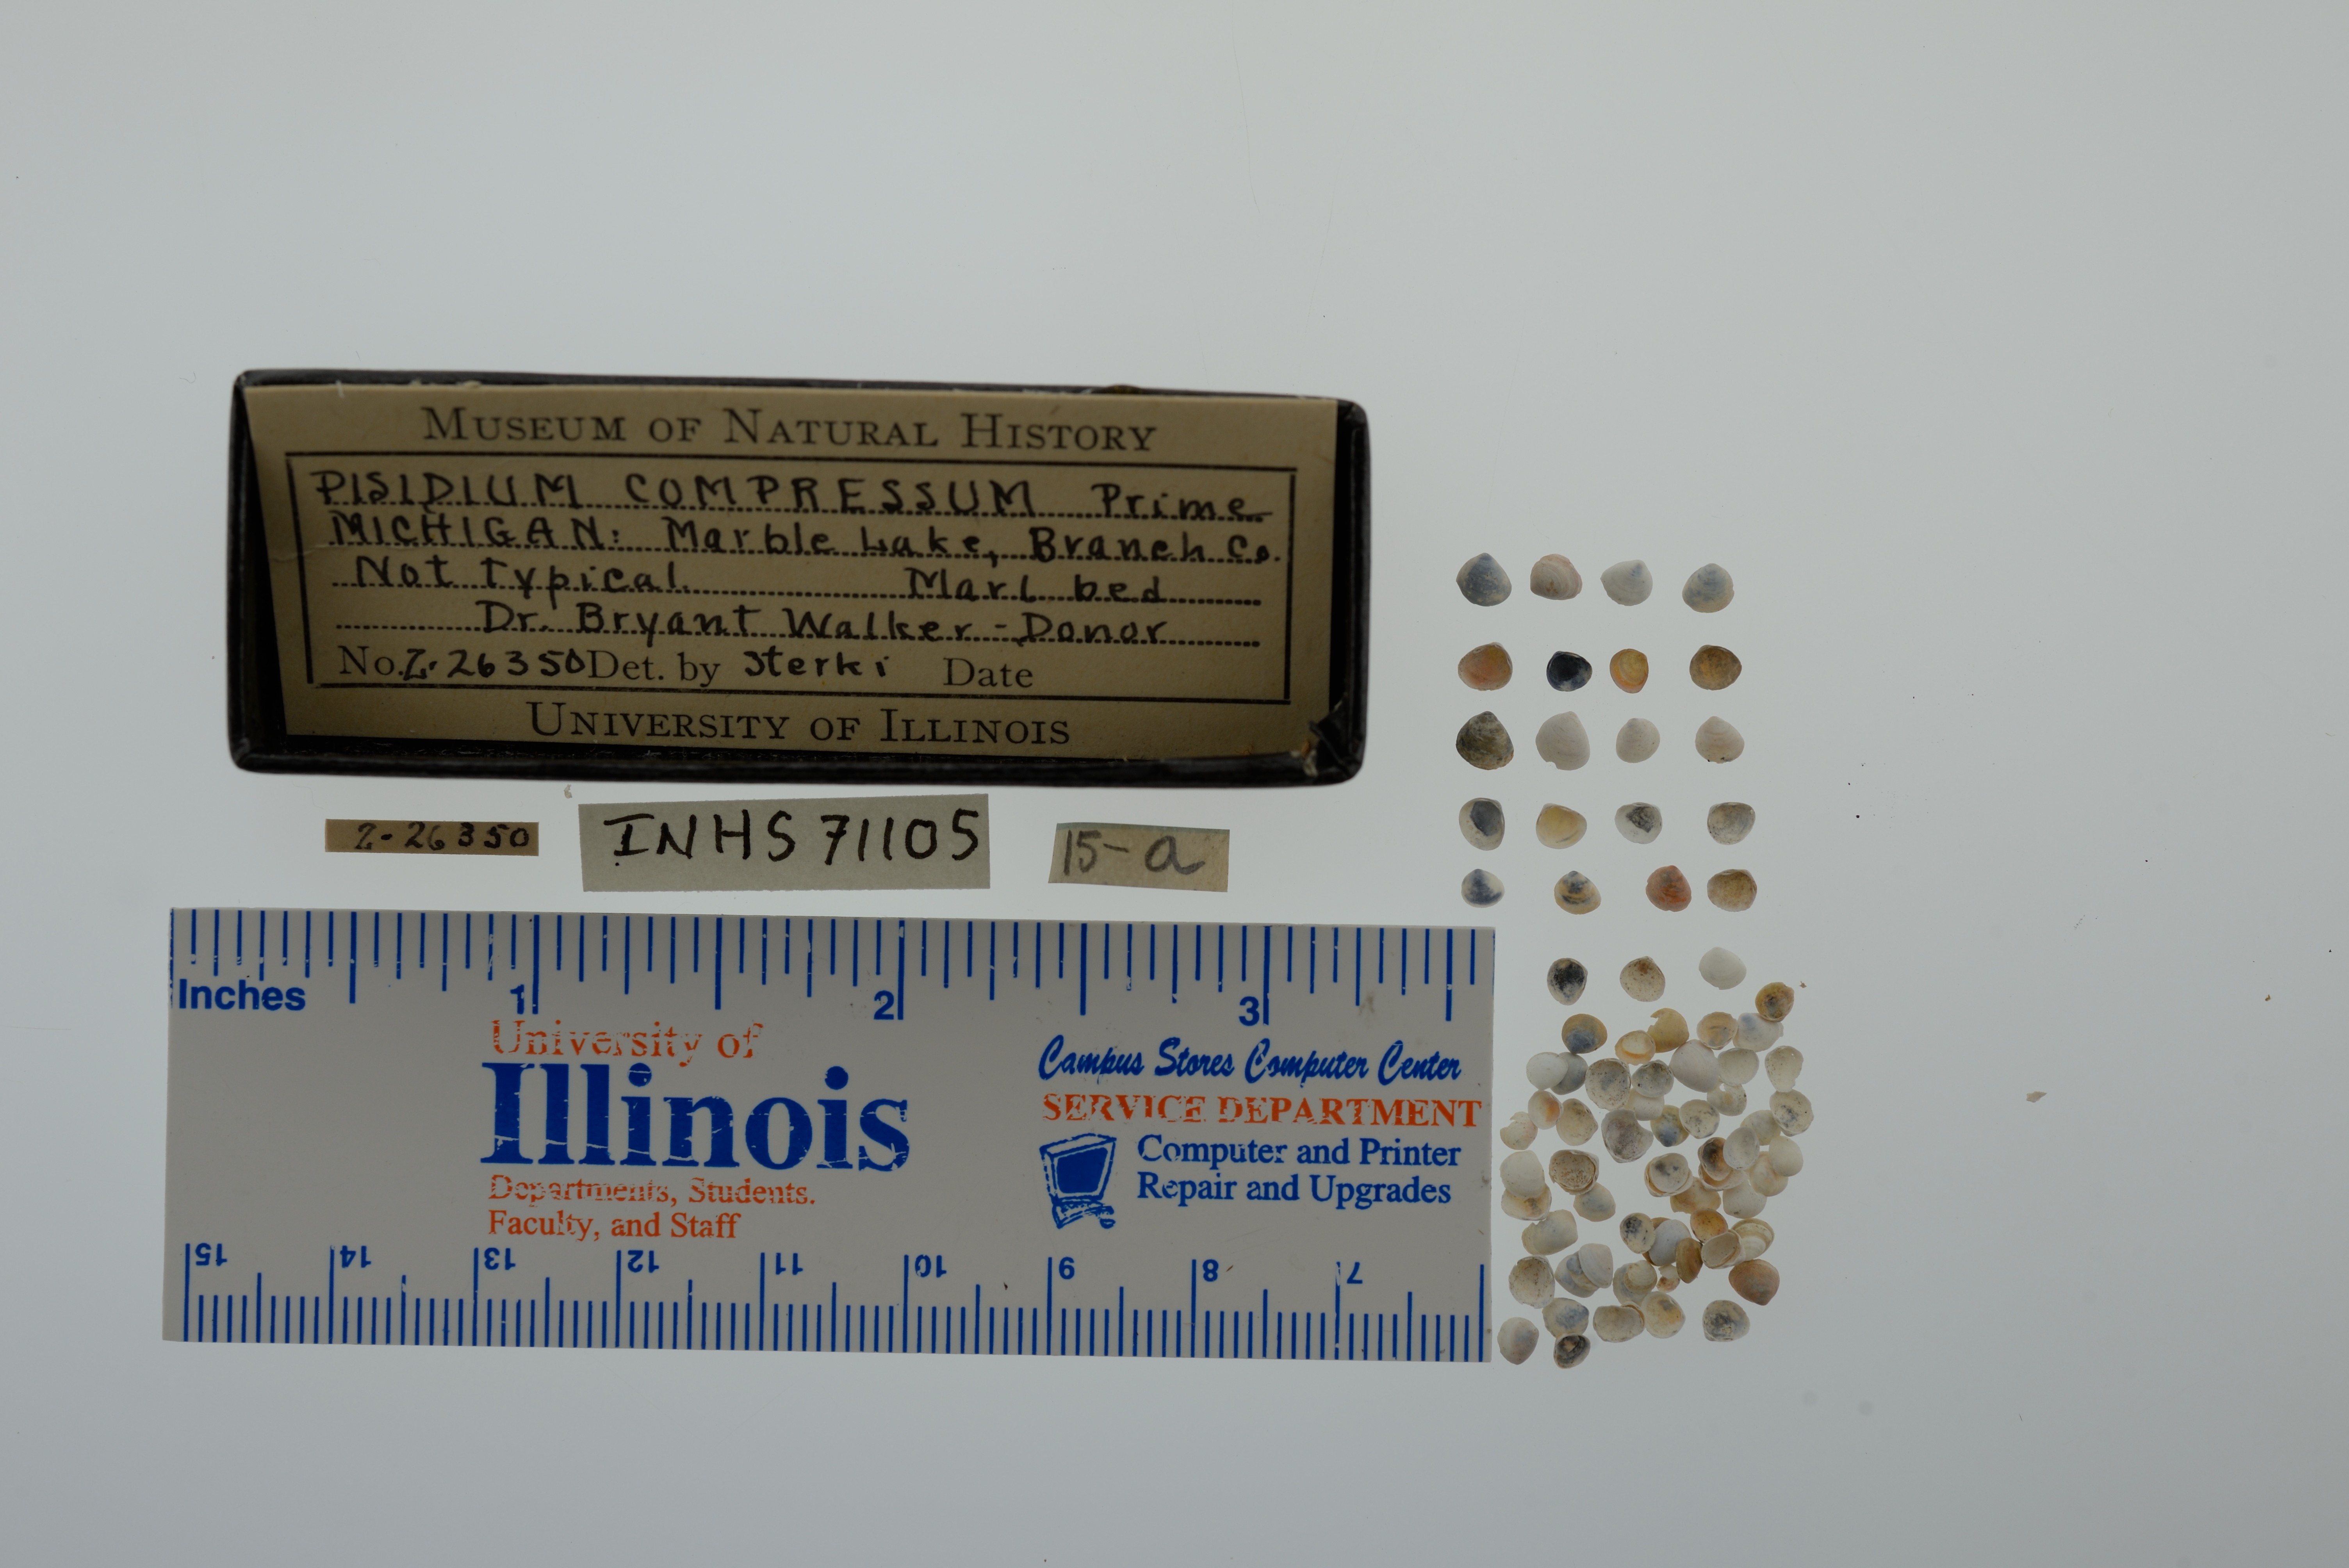 MUSEUM OF NATURAL HISTORY
PISIDIUM COMPRESSUM Prime
MICHIGAN: Marble Lake, Branch Co.
Not typical Marl bed
Dr. Bryant Walker - Donor
No. Z-26350 Det. by Sterki Date
UNIVERSITY OF ILLINOIS
Z-26350
INHS 71105
15-a
Inches 1 2 3
University of
Illinois
Departments, Students,
Faculty, and Staff
Campus Stores Computer Center
SERVICE DEPARTMENT
Computer and Printer
Repair and Upgrades
15 14 13 12 11 10 9 8 7